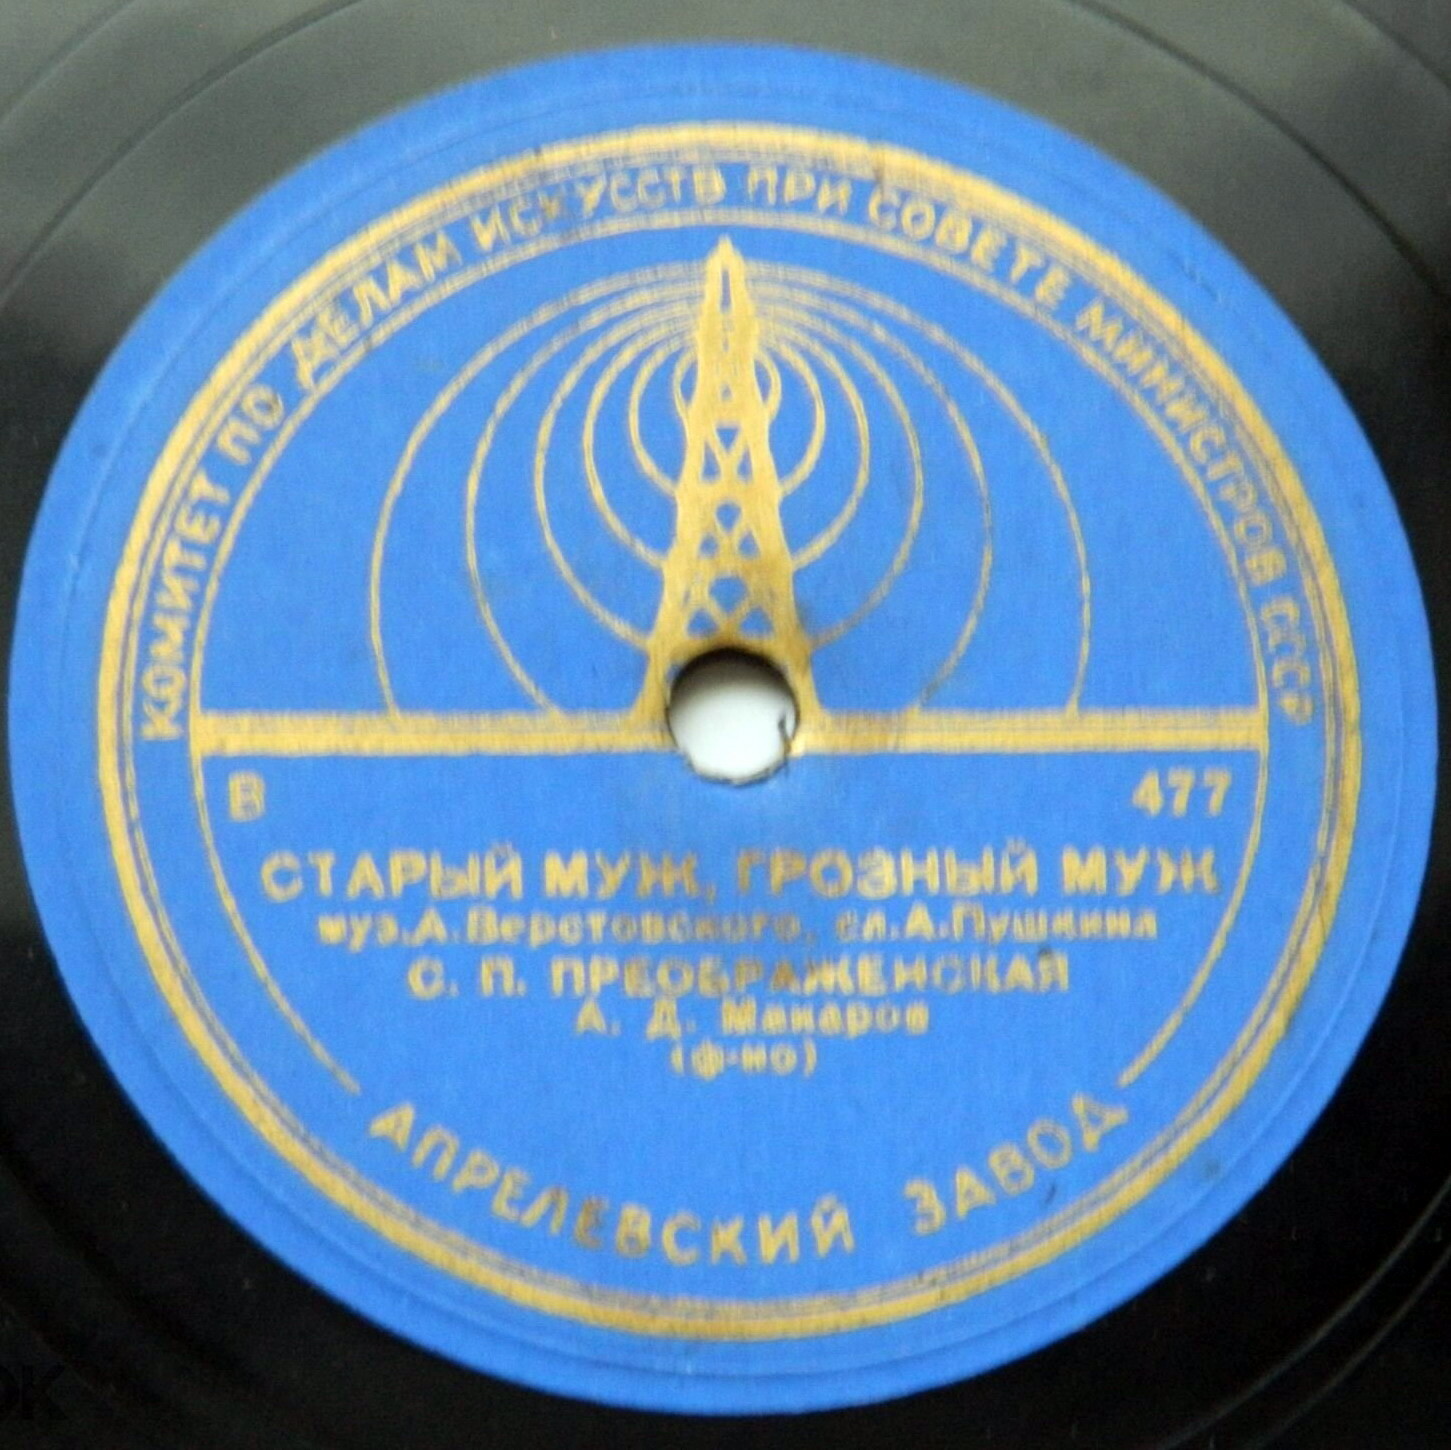 КОМИТЕТ ПО ДЕЛАМ ИСКУССТВ ПРИ СОВЕТЕ МИНИСТРОВ СССР
В 477
СТАРЫЙ МУЖ, ГРОЗНЫЙ МУЖ
муз.А.Верстовского, сл.А.Пушкина
С. П. ПРЕОБРАЖЕНСКАЯ
А. Д. Макаров
(ф-но)
АПРЕЛЕВСКИЙ ЗАВОД